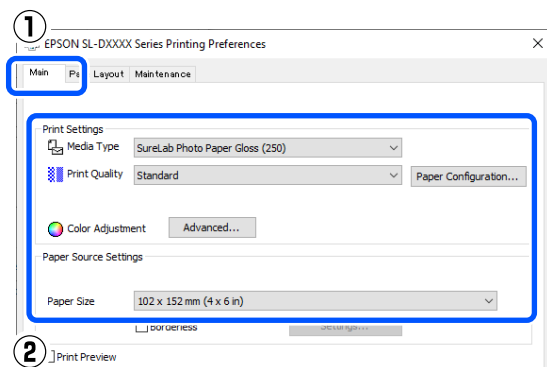 1
EPSON SL-DXXXX Series Printing Preferences
Main Layout Maintenance
Print Settings
Media Type SureLab Photo Paper Gloss (250)
Print Quality Standard Paper Configuration...
Color Adjustment Advanced...
Paper Source Settings
Paper Size 102 x 152 mm (4 x 6 in)
Borderless Settings...
2
Print Preview